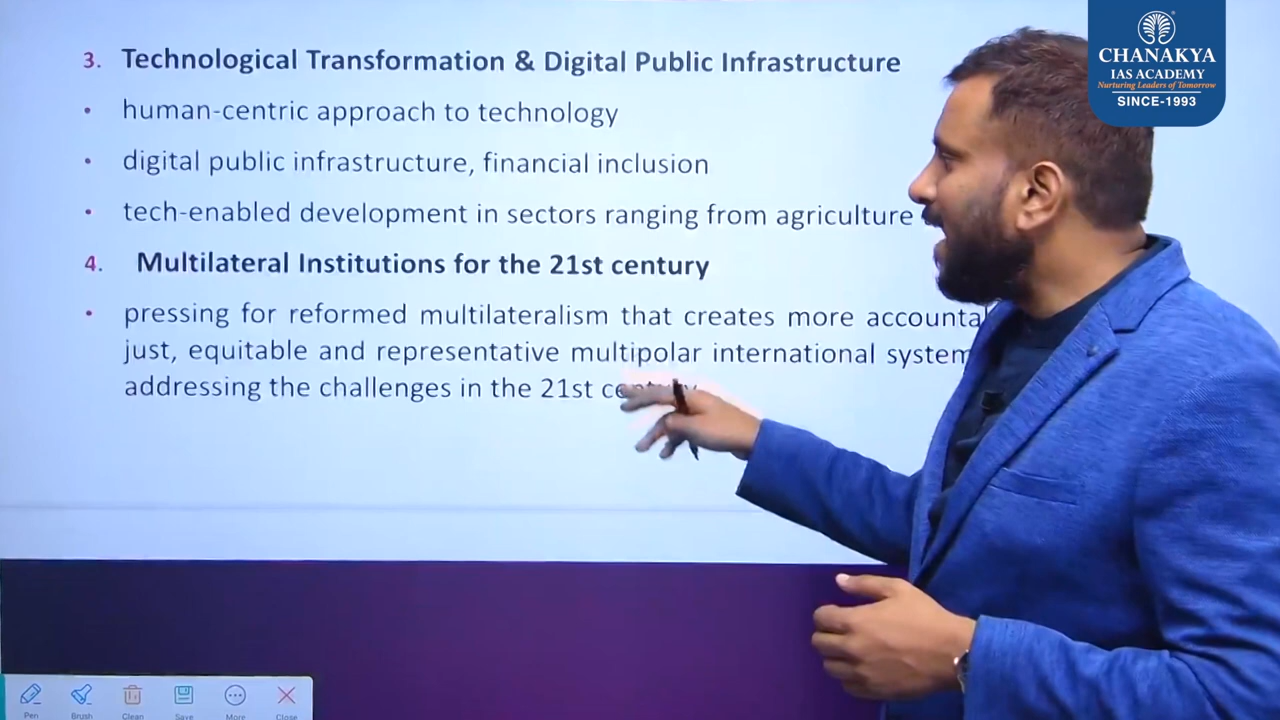 CHANAKYA
IAS ACADEMY
Nurturing Leaders of Tomorrow
SINCE-1993
3. Technological Transformation & Digital Public Infrastructure
• human-centric approach to technology
• digital public infrastructure, financial inclusion
• tech-enabled development in sectors ranging from agriculture
4. Multilateral Institutions for the 21st century
• pressing for reformed multilateralism that creates more
just, equitable and representative multipolar international system
addressing the challenges in the 21st
Pen Brush Clean Save More Close